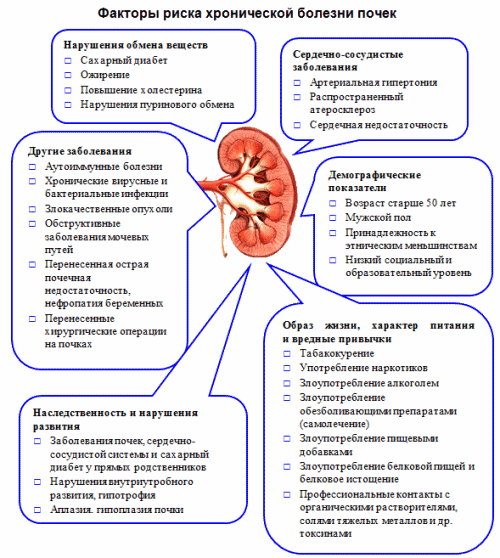 Факторы риска хронической болезни почек
Нарушения обмена веществ
Сахарный диабет
Ожирение
Повышение холестерина
Нарушения пуринового обмена
Сердечно-сосудистые
заболевания
Артериальная гипертония
Распространенный
атеросклероз
Сердечная недостаточность
Другие заболевания
Аутоиммунные болезни
Хронические вирусные и
бактериальные инфекции
Злокачественные опухоли
Обструктивные
заболевания мочевых
путей
Перенесенная острая
почечная
недостаточность,
нефропатия беременных
Перенесенные
хирургические операции
на почках
Демографические
показатели
Возраст старше 50 лет
Мужской пол
Принадлежность к
этническим меньшинствам
Низкий социальный и
образовательный уровень
Образ жизни, характер питания
и вредные привычки
Табакокурение
Употребление наркотиков
Злоупотребление алкоголем
Злоупотребление
обезболивающими препаратами
(самолечение)
Злоупотребление пищевыми
добавками
Злоупотребление белковой пищей и
белковое истощение
Профессиональные контакты с
органическими растворителями,
солями тяжелых металлов и др.
токсинами
Наследственность и нарушения
развития
Заболевания почек, сердечно-
сосудистой системы и сахарный
диабет у прямых родственников
Нарушения внутриутробного
развития, гипотрофия
Аплазия. гипоплазия почки